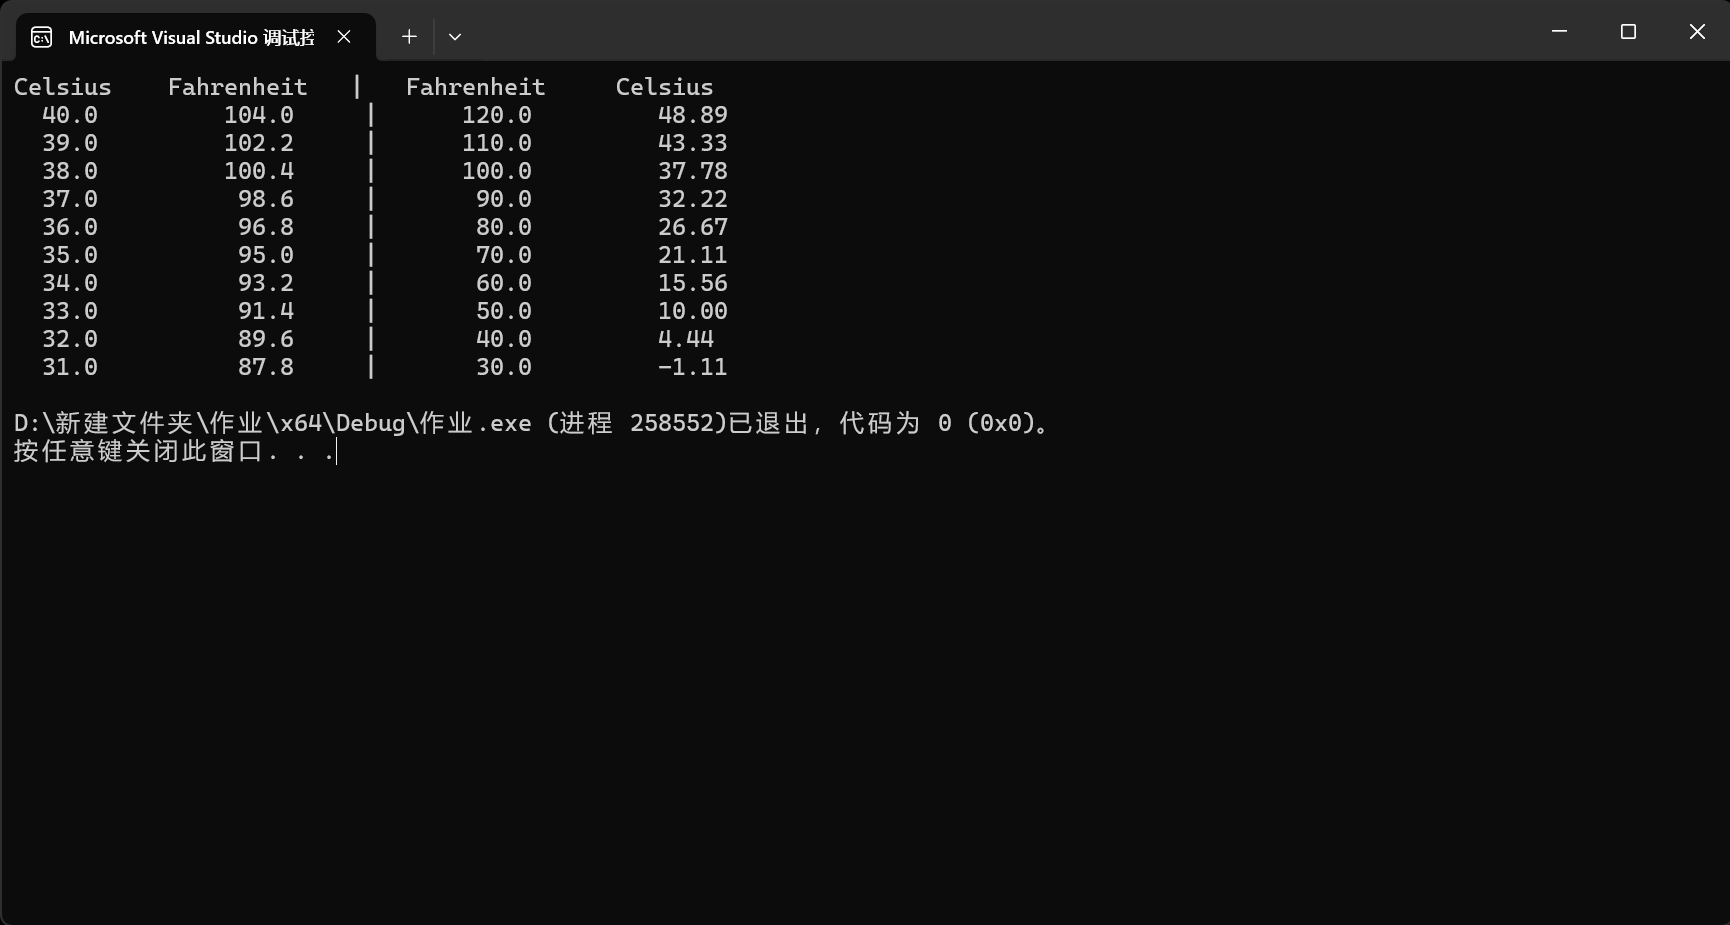 Microsoft Visual Studio 调试控
Celsius    Fahrenheit   |   Fahrenheit     Celsius
  40.0         104.0     |      120.0         48.89
  39.0         102.2     |      110.0         43.33
  38.0         100.4     |      100.0         37.78
  37.0          98.6     |       90.0         32.22
  36.0          96.8     |       80.0         26.67
  35.0          95.0     |       70.0         21.11
  34.0          93.2     |       60.0         15.56
  33.0          91.4     |       50.0         10.00
  32.0          89.6     |       40.0         4.44
  31.0          87.8     |       30.0         -1.11
D:\新建文件夹\作业\x64\Debug\作业.exe (进程 258552)已退出，代码为 0 (0x0)。
按任意键关闭此窗口. . .